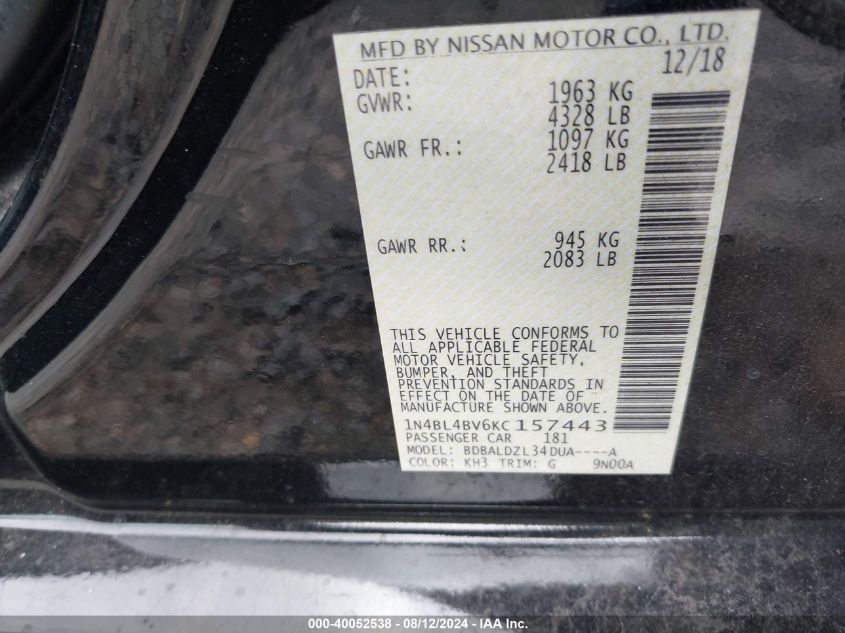 MFD BY NISSAN MOTOR CO., LTD.
DATE: 12/18
GVWR: 1963 KG
4328 LB
GAWR FR.: 1097 KG
2418 LB
GAWR RR.: 945 KG
2083 LB
THIS VEHICLE CONFORMS TO
ALL APPLICABLE FEDERAL
MOTOR VEHICLE SAFETY,
BUMPER, AND THEFT
PREVENTION STANDARDS IN
EFFECT ON THE DATE OF
MANUFACTURE SHOWN ABOVE.
1N4BL4BV6KC157443
PASSENGER CAR 181
MODEL: BDBALDZL34DUA----A
COLOR: KH3 TRIM: G 9N00A
000-40052538 - 08/12/2024 - IAA Inc.